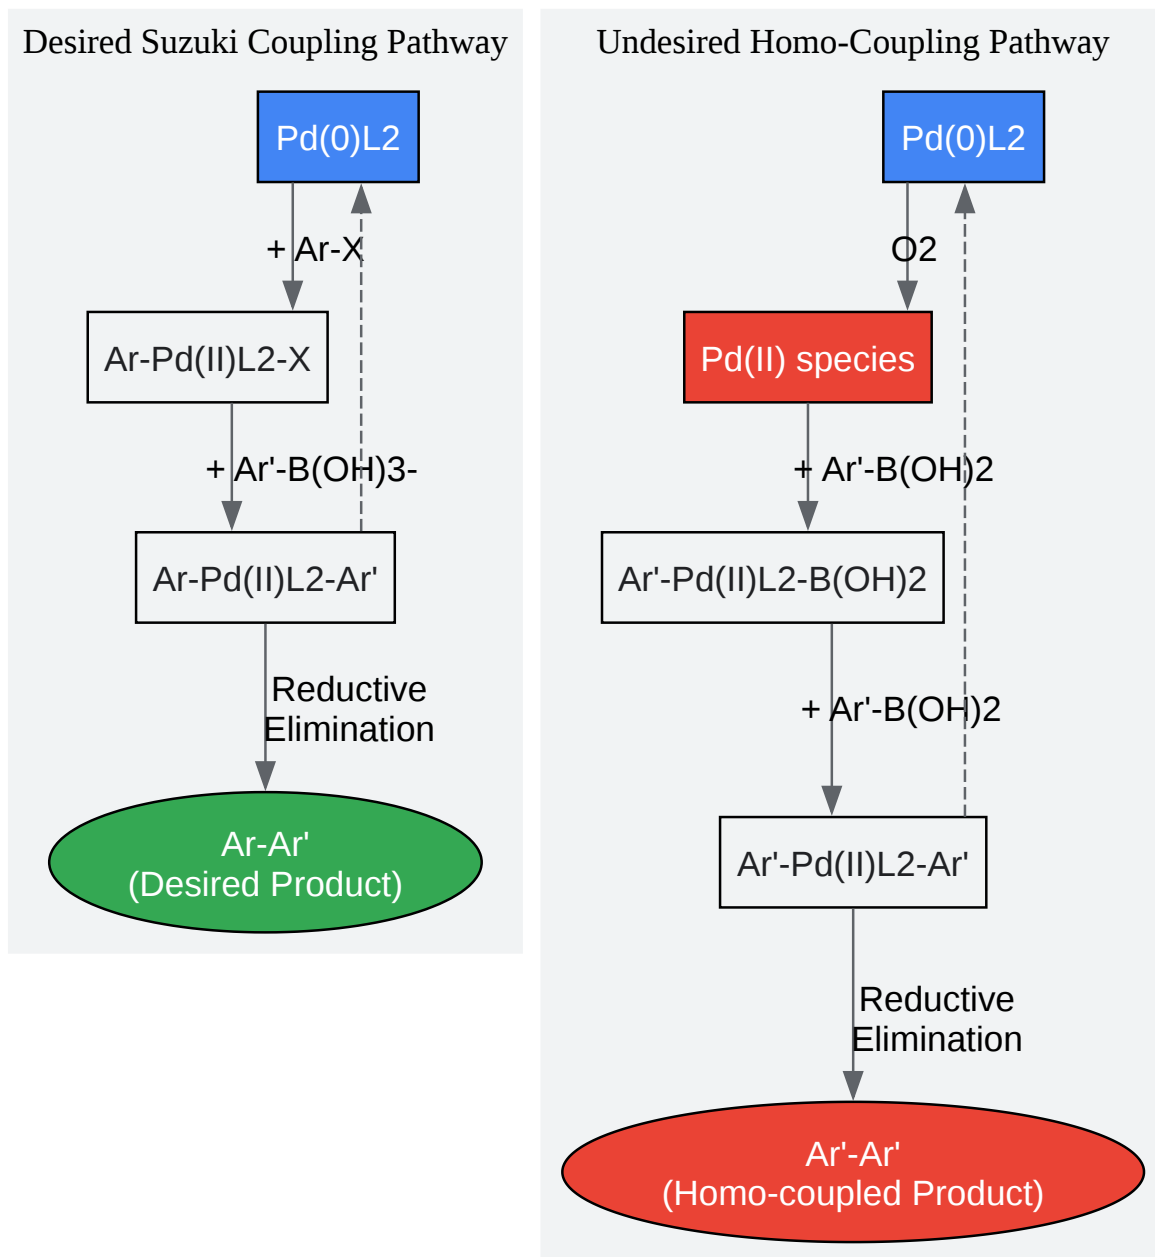 Desired Suzuki Coupling Pathway
Pd(0)L2
+ Ar-X
Ar-Pd(II)L2-X
+ Ar'-B(OH)3-
Ar-Pd(II)L2-Ar'
Reductive
Elimination
Ar-Ar'
(Desired Product)
Undesired Homo-Coupling Pathway
Pd(0)L2
O2
Pd(II) species
+ Ar'-B(OH)2
Ar'-Pd(II)L2-B(OH)2
+ Ar'-B(OH)2
Ar'-Pd(II)L2-Ar'
Reductive
Elimination
Ar'-Ar'
(Homo-coupled Product)